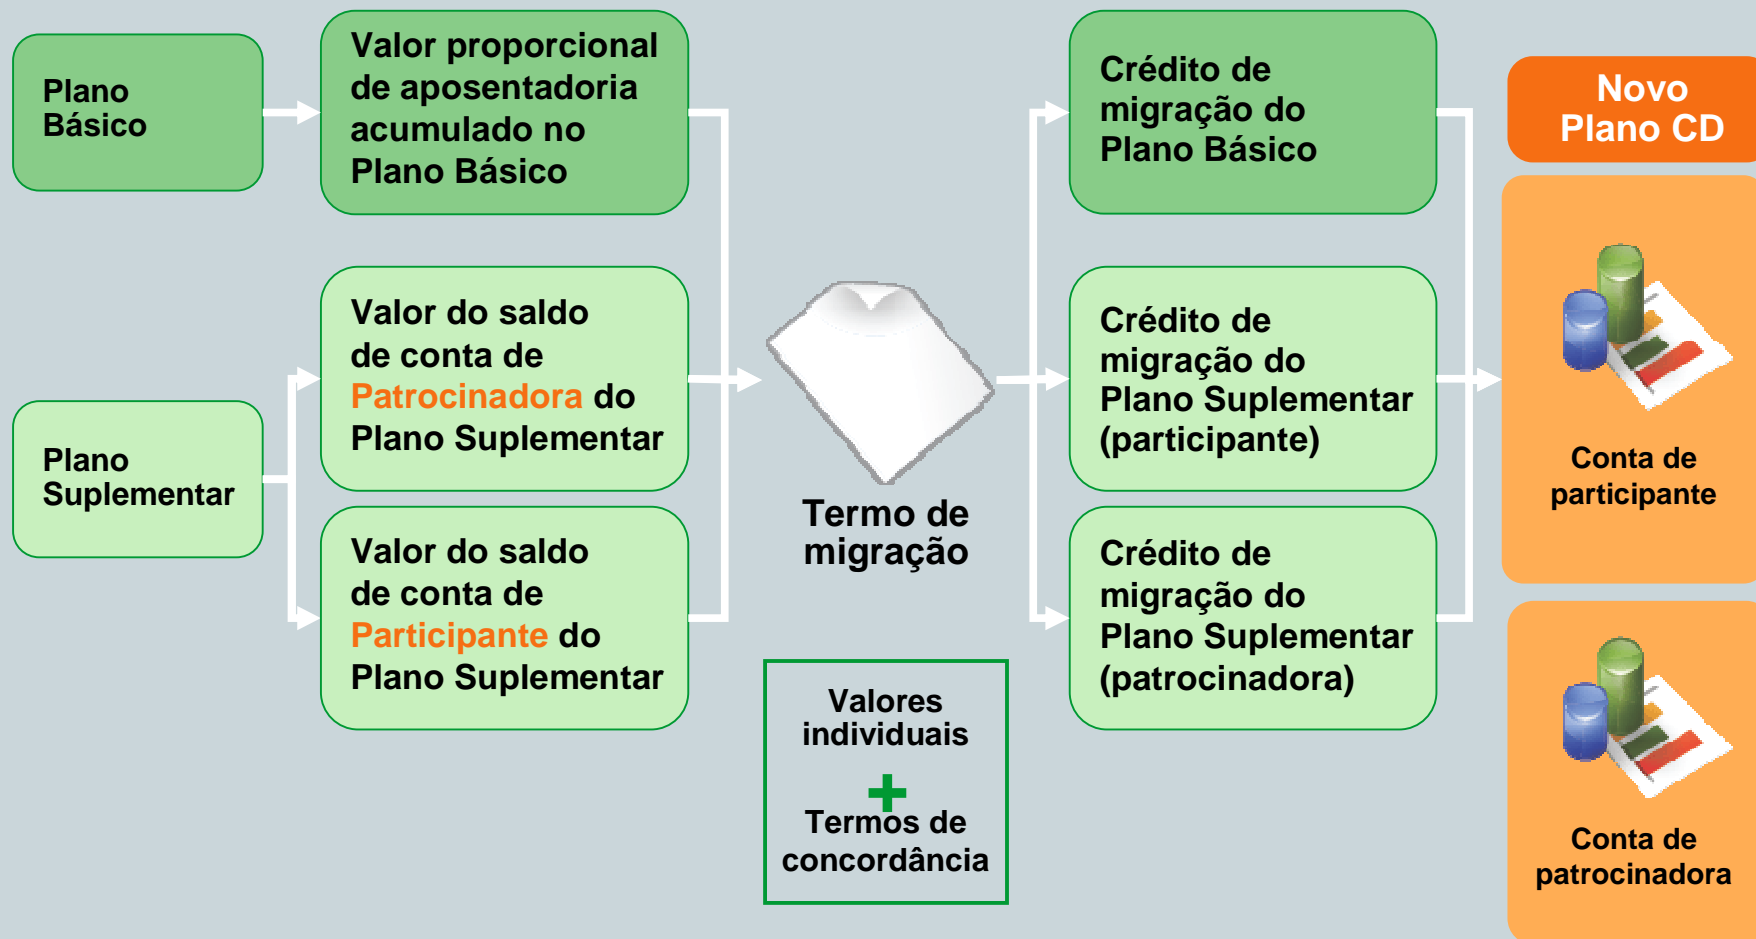 Plano
Básico
Valor proporcional
de aposentadoria
acumulado no
Plano Básico
Plano
Suplementar
Valor do saldo
de conta de
Patrocinadora do
Plano Suplementar
Valor do saldo
de conta de
Participante do
Plano Suplementar
Termo de
migração
Valores
individuais
+
Termos de
concordância
Crédito de
migração do
Plano Básico
Crédito de
migração do
Plano Suplementar
(participante)
Crédito de
migração do
Plano Suplementar
(patrocinadora)
Novo
Plano CD
Conta de
participante
Conta de
patrocinadora